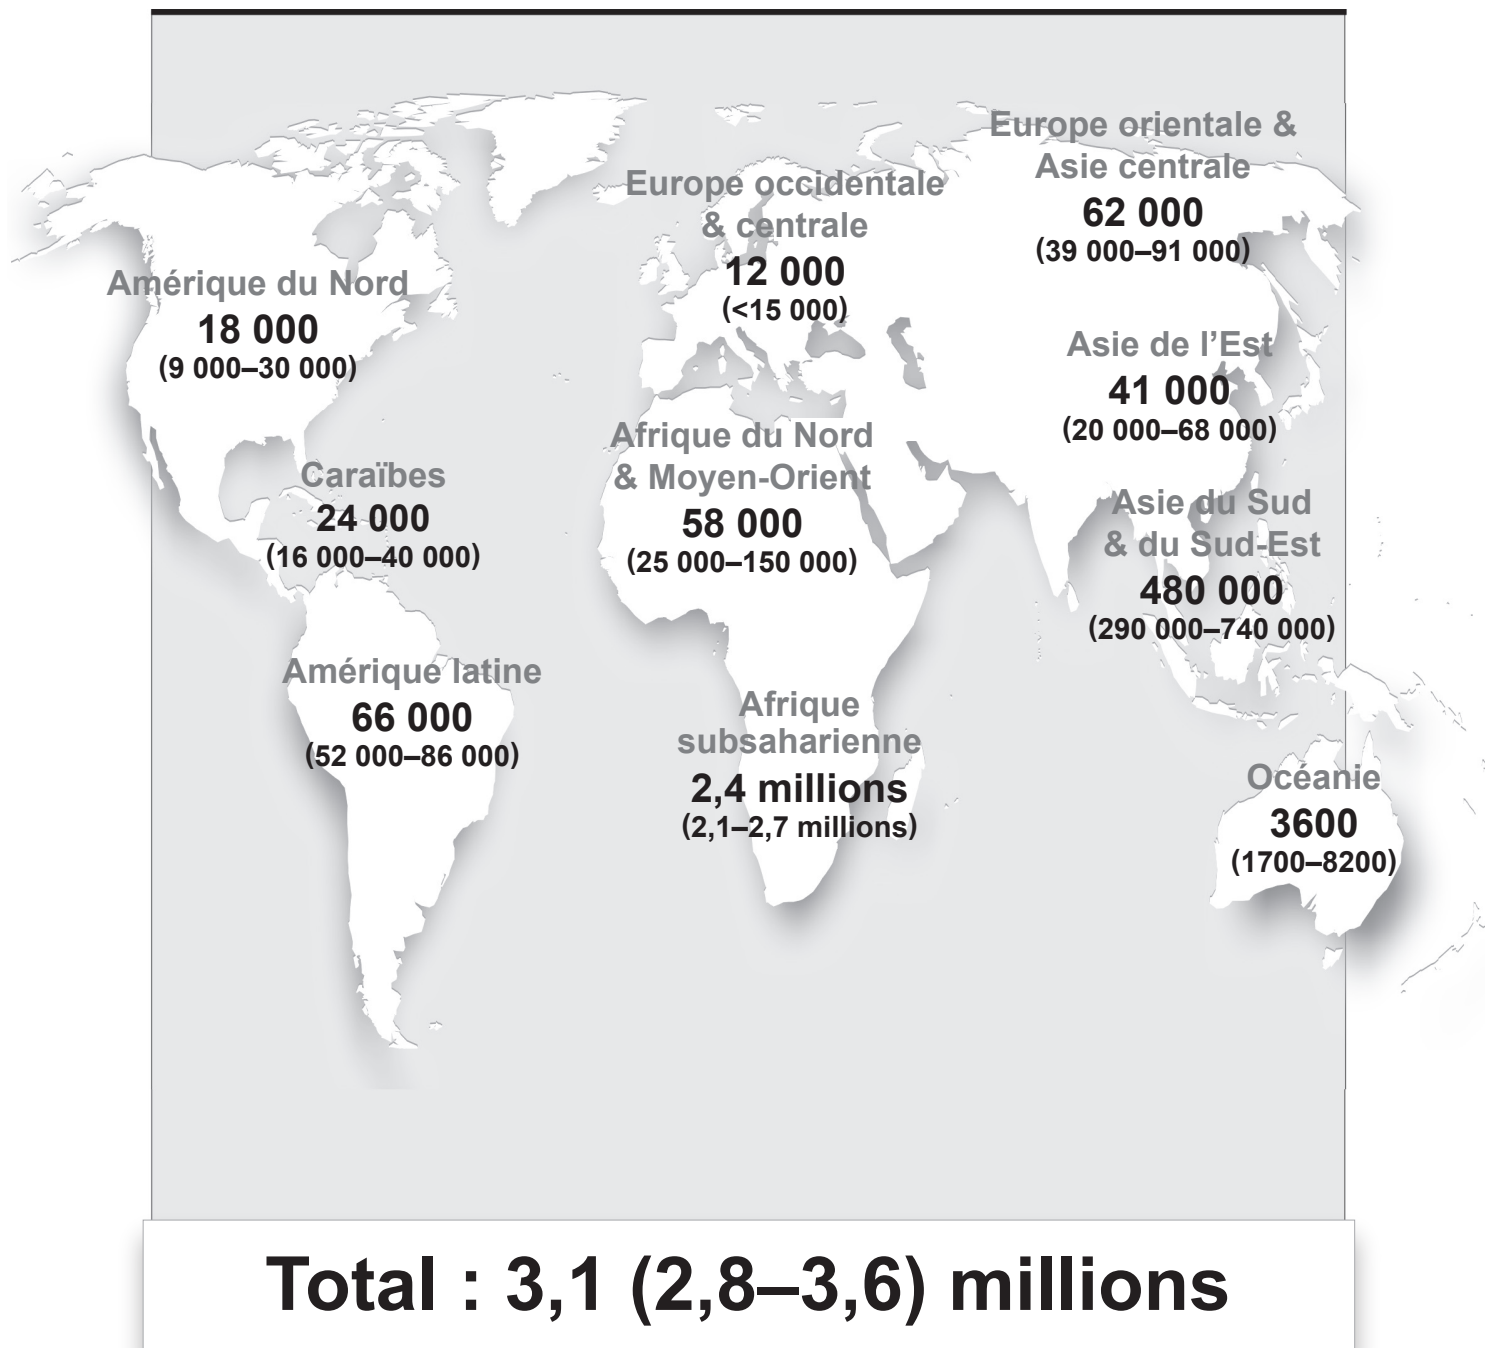 Europe orientale &
Asie centrale
62 000
(39 000–91 000)
Europe occidentale
& centrale
12 000
(<15 000)
Amérique du Nord
18 000
(9 000–30 000)
Asie de l’Est
41 000
(20 000–68 000)
Afrique du Nord
& Moyen-Orient
58 000
(25 000–150 000)
Caraïbes
24 000
(16 000–40 000)
Asie du Sud
& du Sud-Est
480 000
(290 000–740 000)
Amérique latine
66 000
(52 000–86 000)
Afrique
subsaharienne
2,4 millions
(2,1–2,7 millions)
Océanie
3600
(1700–8200)
Total : 3,1 (2,8–3,6) millions